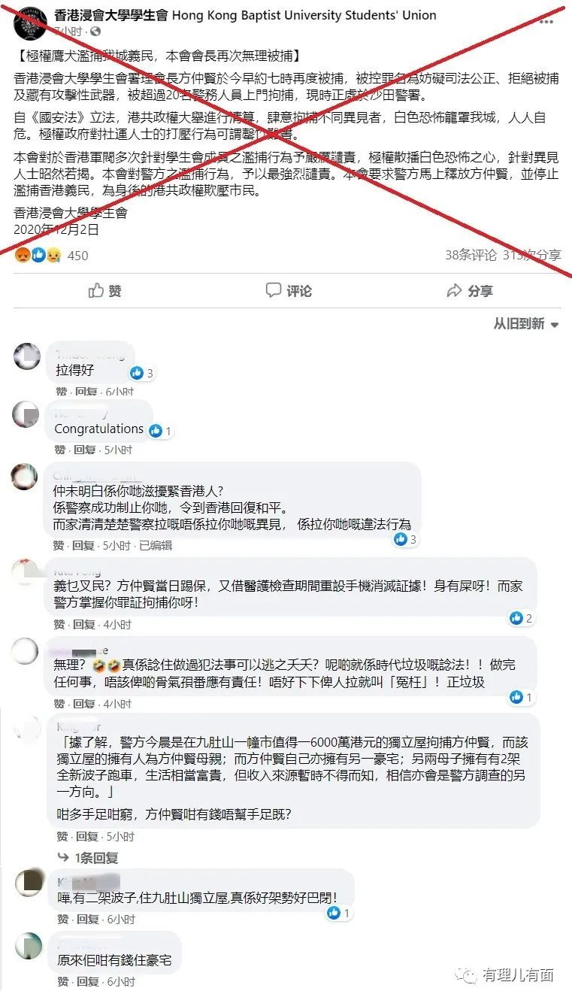 香港浸會大學學生會 Hong Kong Baptist University Students' Union
7小时
【極權鷹犬濫捕我城義民，本會會長再次無理被捕】
香港浸會大學學生會署理會長方仲賢於今早約七時再度被捕，被控罪名為妨礙司法公正、拒絕被捕
及藏有攻擊性武器，被超過20名警務人員上門拘捕，現時正處於沙田警署。
自《國安法》立法，港共政權大舉進行清算，肆意拘捕不同異見者，白色恐怖籠罩我城，人人自
危。極權政府對社運人士的打壓行為可謂罄竹難書。
本會對於香港軍閥多次針對學生會成員之濫捕行為予嚴厲譴責，極權散播白色恐怖之心，針對異見
人士昭然若揭。本會對警方之濫捕行為，予以最強烈譴責。本會要求警方馬上釋放方仲賢，並停止
濫捕香港義民，為身後的港共政權欺壓市民。
香港浸會大學學生會
2020年12月2日
450 38条评论 313次分享
赞 评论 分享
从旧到新
拉得好
3
赞 · 回复 · 6小时
Congratulations
1
赞 · 回复 · 5小时
仲未明白係你哋滋擾緊香港人？
係警察成功制止你哋，令到香港回復和平。
而家清清楚楚警察拉嘅唔係拉你哋嘅異見， 係拉你哋嘅違法行為
3
赞 · 回复 · 5小时 · 已编辑
義乜叉民？方仲賢當日踢保，又借醫護檢查期間重設手機消滅証據！身有屎呀！而家
警方掌握你罪証拘捕你呀！
2
赞 · 回复 · 4小时
無理？🤣🤣真係諗住做過犯法事可以逃之夭夭？呢啲就係時代垃圾嘅諗法！！做完
任何事，唔該俾啲骨氣孭番應有責任！唔好下下俾人拉就叫「冤枉」！正垃圾
1
赞 · 回复 · 4小时
「據了解，警方今晨是在九肚山一幢市值得一6000萬港元的獨立屋拘捕方仲賢，而該
獨立屋的擁有人為方仲賢母親；而方仲賢自己亦擁有另一豪宅；另兩母子擁有有2架
全新波子跑車，生活相當富貴，但收入來源暫時不得而知，相信亦會是警方調查的另
一方向。」
咁多手足咁窮，方仲賢咁有錢唔幫手足既？
赞 · 回复 · 5小时
1条回复
嘩,有二架波子,住九肚山獨立屋,真係好架勢好巴閉！
1
赞 · 回复 · 6小时
原來佢咁有錢住豪宅
赞 · 回复 · 6小时
有理儿有面